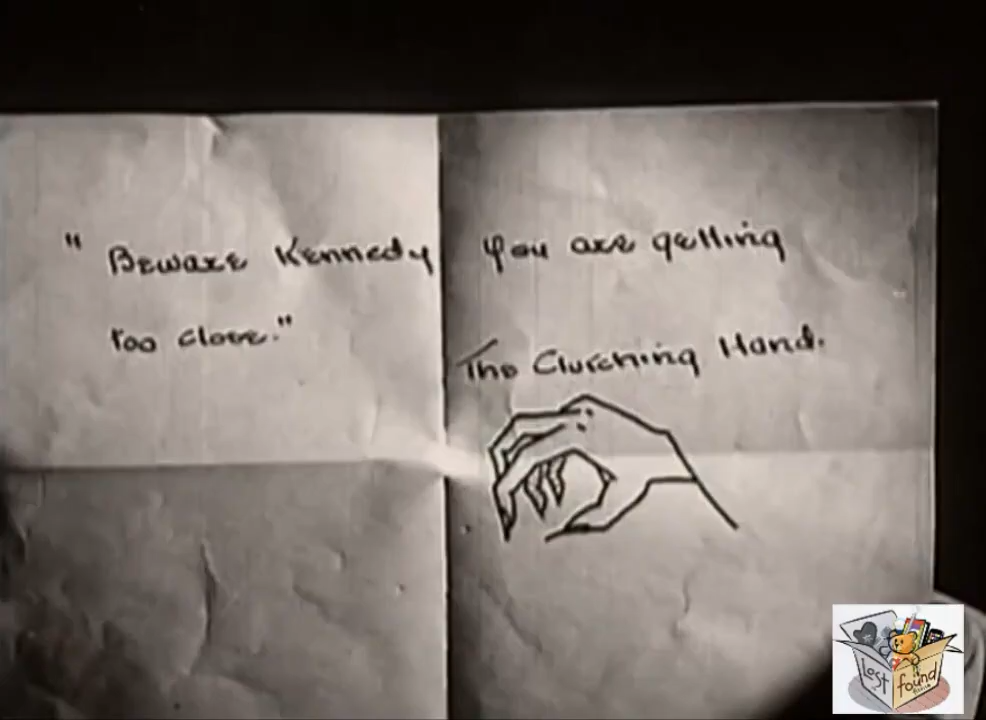 "Beware Kennedy you are getting
too close."
The Clutching Hand.
Lost
found